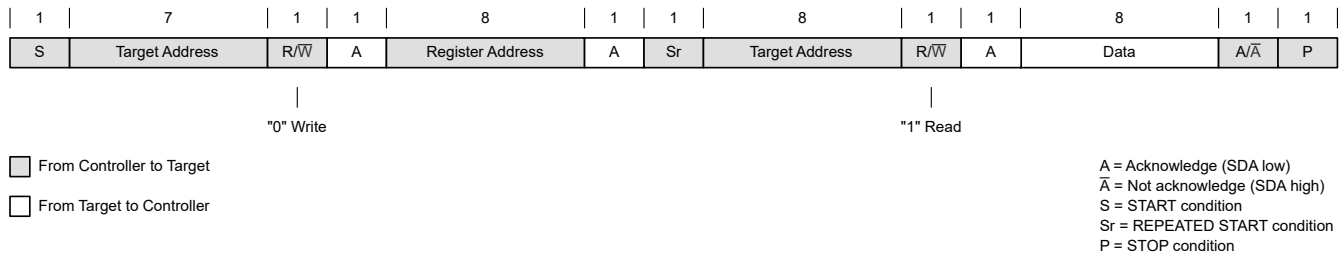 1 7 1 1 8 1 1 8 1 1 8 1 1
S Target Address R/W̅ A Register Address A Sr Target Address R/W̅ A Data A/A̅ P
"0" Write "1" Read
From Controller to Target
From Target to Controller
A = Acknowledge (SDA low)
A̅ = Not acknowledge (SDA high)
S = START condition
Sr = REPEATED START condition
P = STOP condition